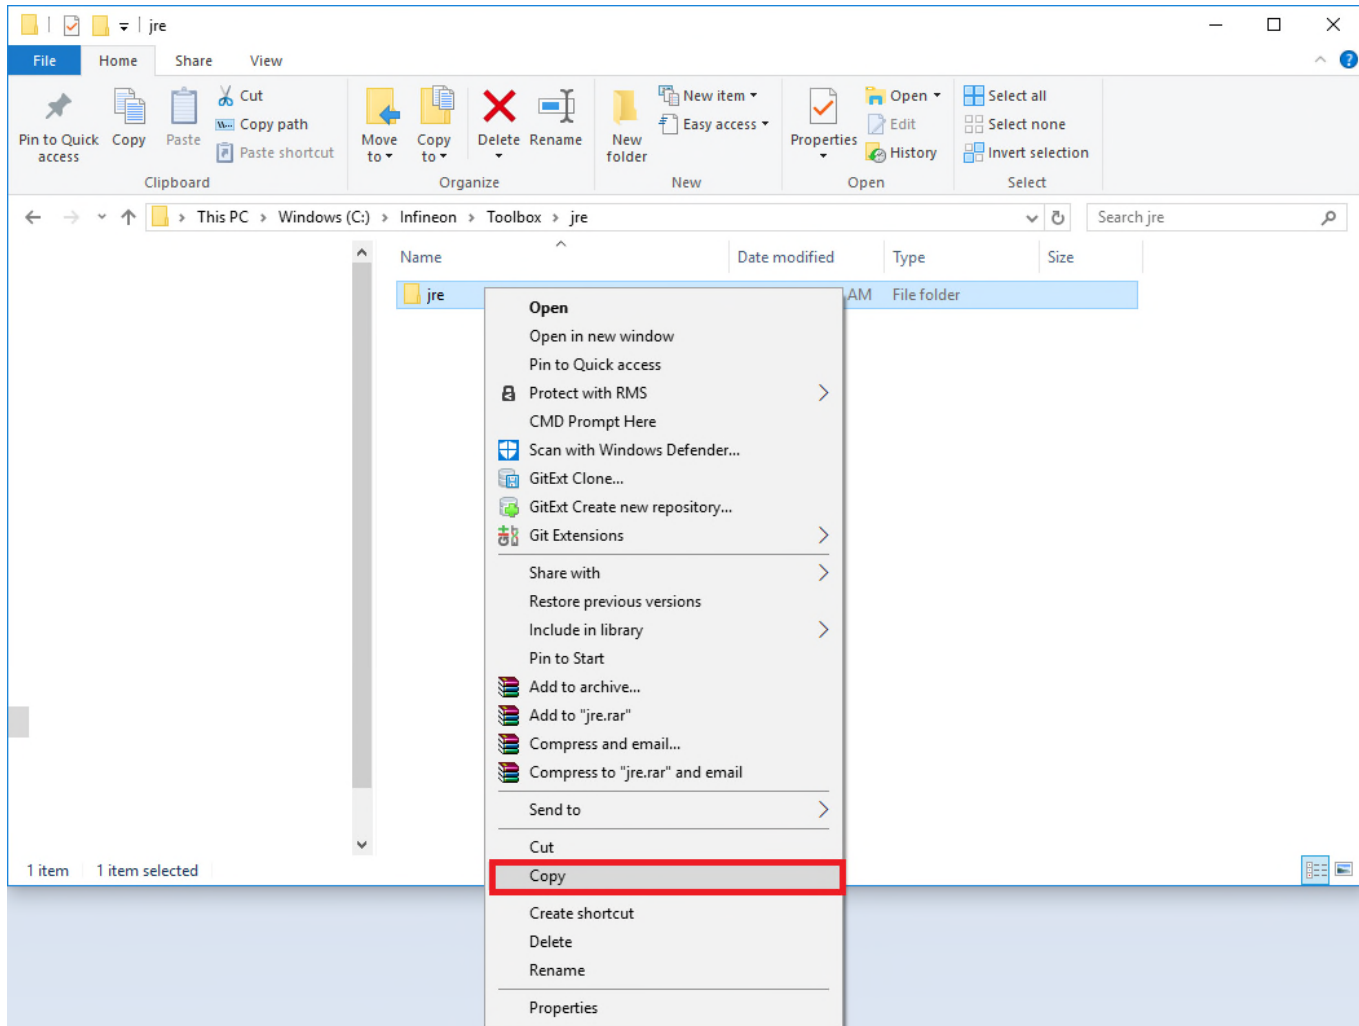 jre
File Home Share View
Pin to Quick access
Copy
Paste
Cut
Copy path
Paste shortcut
Clipboard
Move to
Copy to
Delete
Rename
Organize
New folder
New item
Easy access
New
Properties
Open
Edit
History
Open
Select all
Select none
Invert selection
Select
This PC > Windows (C:) > Infineon > Toolbox > jre
Search jre
Name Date modified Type Size
jre AM File folder
Open
Open in new window
Pin to Quick access
Protect with RMS
CMD Prompt Here
Scan with Windows Defender...
GitExt Clone...
GitExt Create new repository...
Git Extensions
Share with
Restore previous versions
Include in library
Pin to Start
Add to archive...
Add to "jre.rar"
Compress and email...
Compress to "jre.rar" and email
Send to
Cut
Copy
Create shortcut
Delete
Rename
Properties
1 item 1 item selected